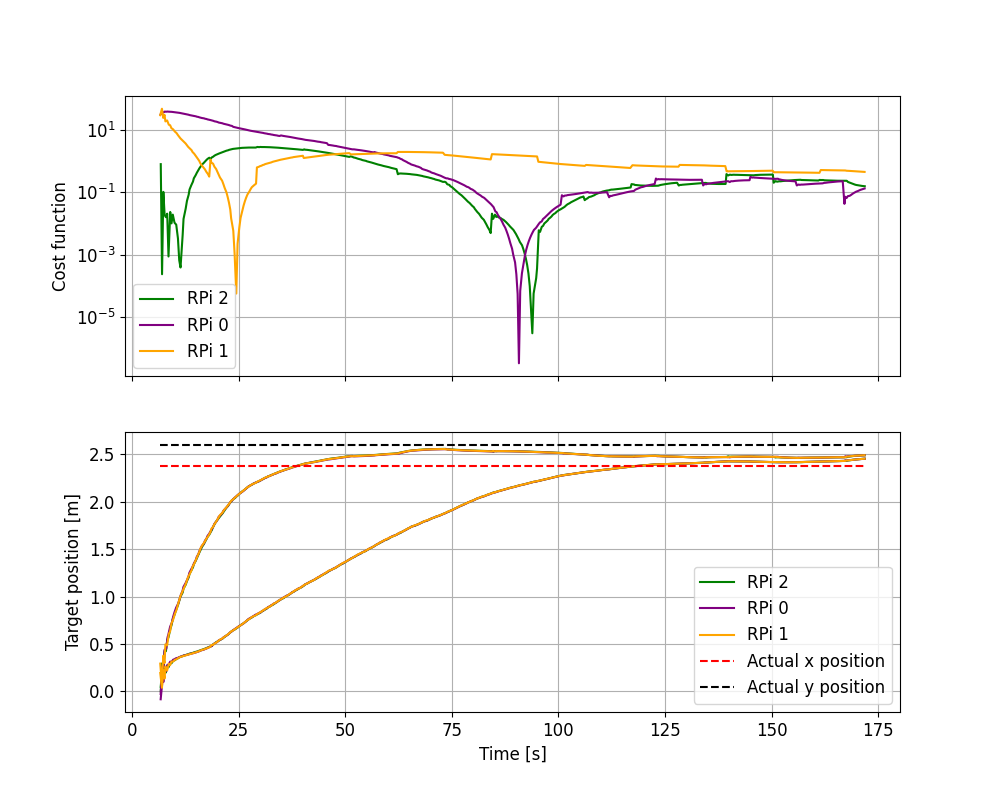 Cost function
10^1
10^−1
10^−3
10^−5
RPi 2
RPi 0
RPi 1
Target position [m]
2.5
2.0
1.5
1.0
0.5
0.0
RPi 2
RPi 0
RPi 1
Actual x position
Actual y position
0 25 50 75 100 125 150 175
Time [s]